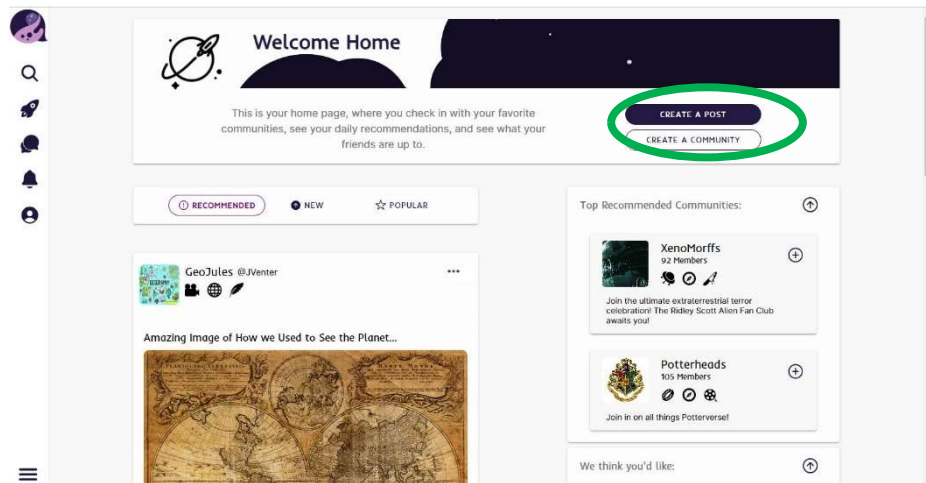 Welcome Home
This is your home page, where you check in with your favorite
communities, see your daily recommendations, and see what your
friends are up to.
CREATE A POST
CREATE A COMMUNITY
RECOMMENDED
NEW
POPULAR
GeoJules @JVenter
Amazing Image of How we Used to See the Planet...
Top Recommended Communities:
XenoMorffs
92 Members
Join the ultimate extraterrestrial terror
celebration! The Ridley Scott Alien Fan Club
awaits you!
Potterheads
105 Members
Join in on all things Potterverse!
We think you'd like: